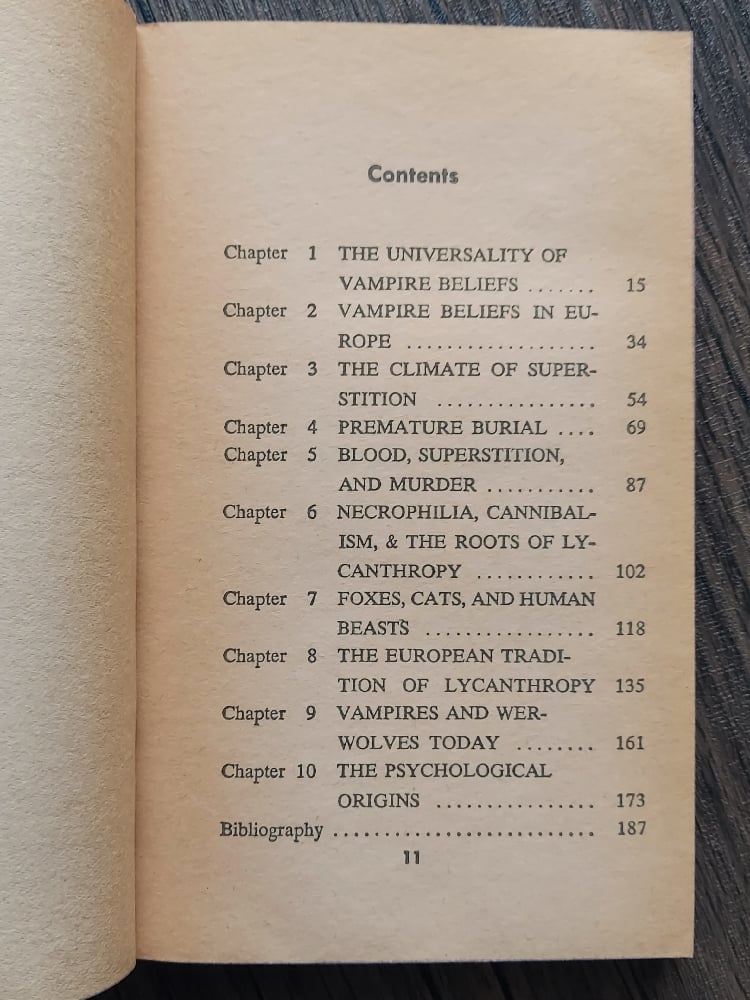 Contents
Chapter 1 THE UNIVERSALITY OF
VAMPIRE BELIEFS ....... 15
Chapter 2 VAMPIRE BELIEFS IN EU-
ROPE ................... 34
Chapter 3 THE CLIMATE OF SUPER-
STITION ................ 54
Chapter 4 PREMATURE BURIAL .... 69
Chapter 5 BLOOD, SUPERSTITION,
AND MURDER ........... 87
Chapter 6 NECROPHILIA, CANNIBAL-
ISM, & THE ROOTS OF LY-
CANTHROPY ............ 102
Chapter 7 FOXES, CATS, AND HUMAN
BEASTS ................. 118
Chapter 8 THE EUROPEAN TRADI-
TION OF LYCANTHROPY 135
Chapter 9 VAMPIRES AND WER-
WOLVES TODAY ........ 161
Chapter 10 THE PSYCHOLOGICAL
ORIGINS ................ 173
Bibliography .......................... 187
11